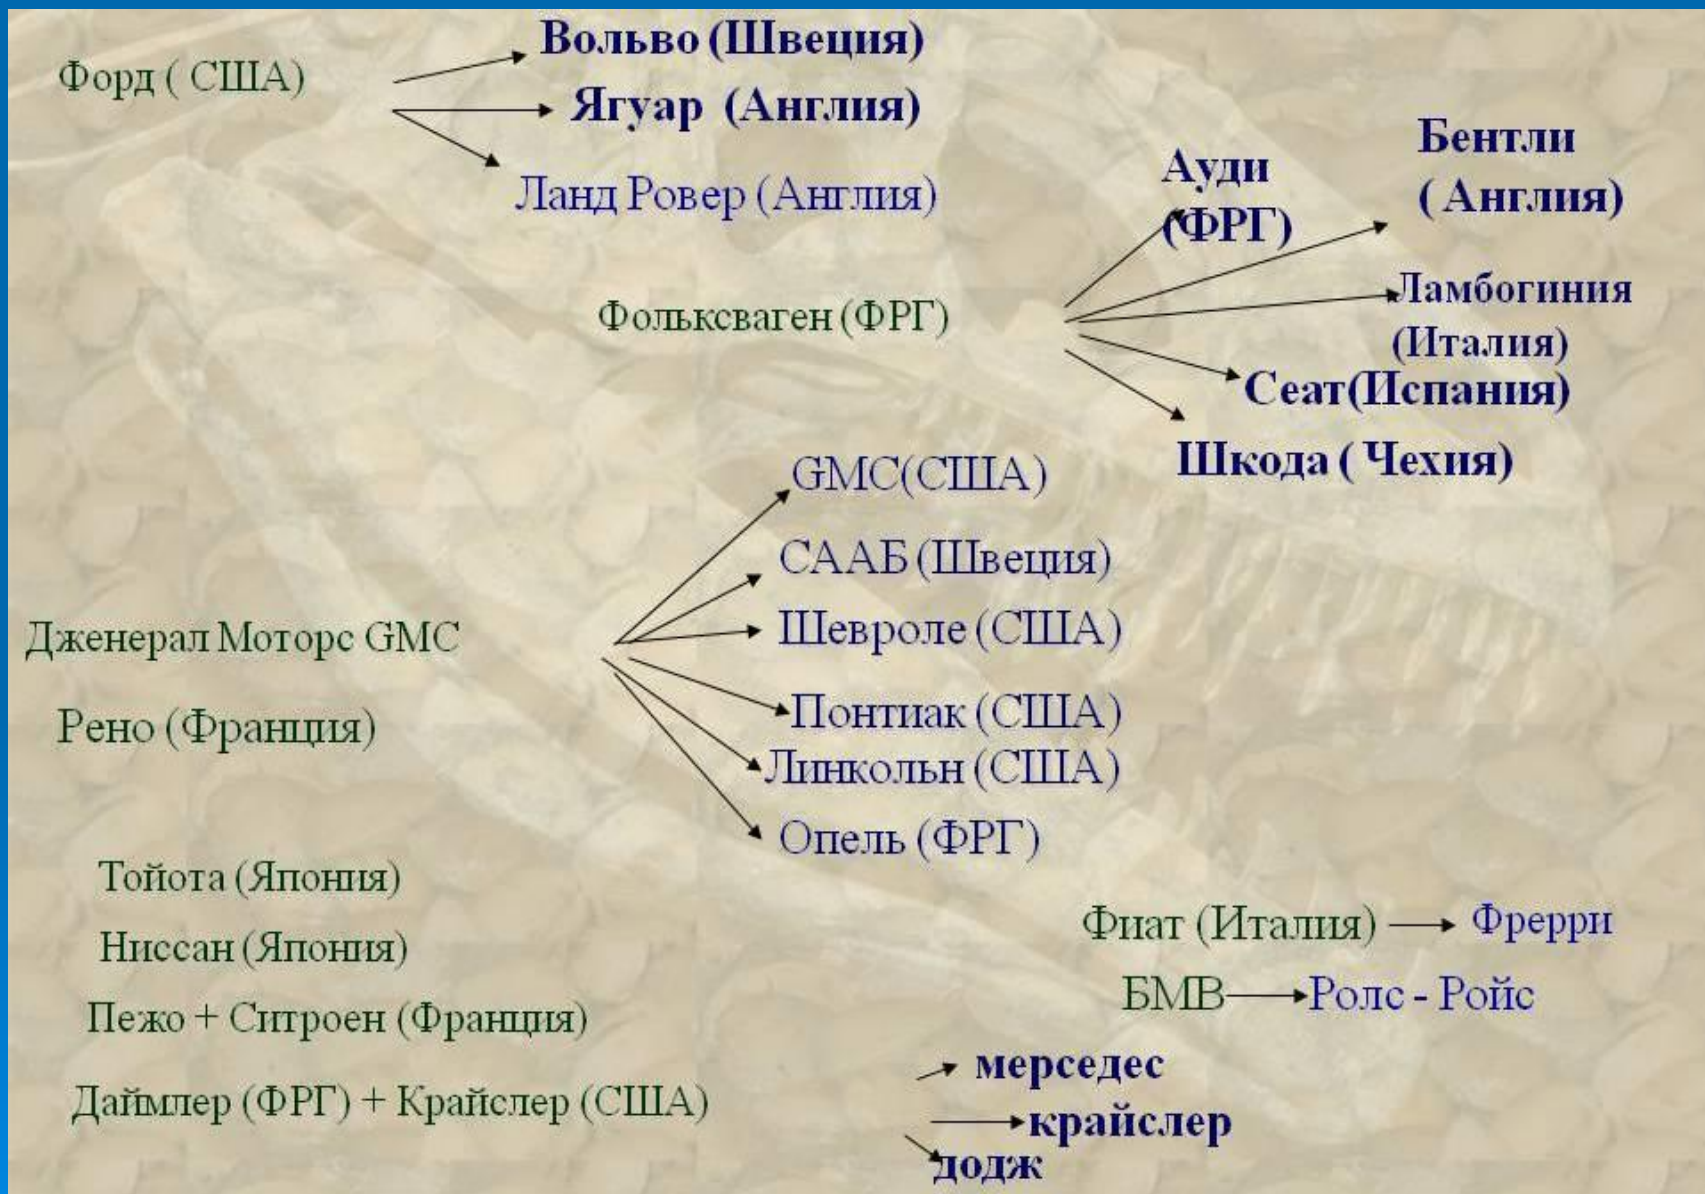 Форд ( США)
Вольво (Швеция)
Ягуар (Англия)
Ланд Ровер (Англия)
Фольксваген (ФРГ)
Ауди
(ФРГ)
Бентли
( Англия)
Ламбогиния
(Италия)
Сеат(Испания)
Шкода ( Чехия)
Дженерал Моторс GMC
GMC(США)
СААБ (Швеция)
Шевроле (США)
Понтиак (США)
Линкольн (США)
Опель (ФРГ)
Рено (Франция)
Тойота (Япония)
Ниссан (Япония)
Пежо + Ситроен (Франция)
Фиат (Италия)
Фрерри
БМВ
Ролс - Ройс
Даймлер (ФРГ) + Крайслер (США)
мерседес
крайслер
додж